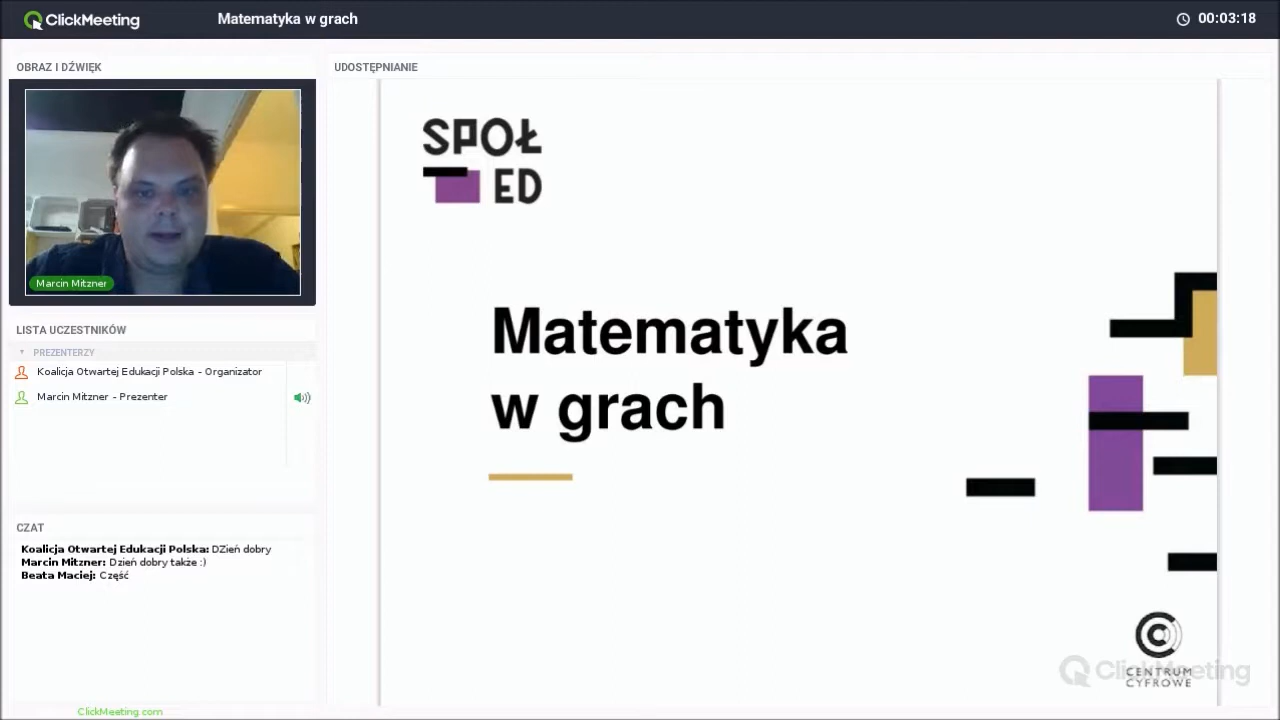 ClickMeeting
Matematyka w grach
00:03:18
OBRAZ I DŹWIĘK
UDOSTĘPNIANIE
Marcin Mitzner
LISTA UCZESTNIKÓW
PREZENTERZY
Koalicja Otwartej Edukacji Polska - Organizator
Marcin Mitzner - Prezenter
CZAT
Koalicja Otwartej Edukacji Polska: DZień dobry
Marcin Mitzner: Dzień dobry także :)
Beata Maciej: Część
ClickMeeting.com
SPOŁ
ED
Matematyka
w grach
ClickMeeting
CENTRUM
CYFROWE